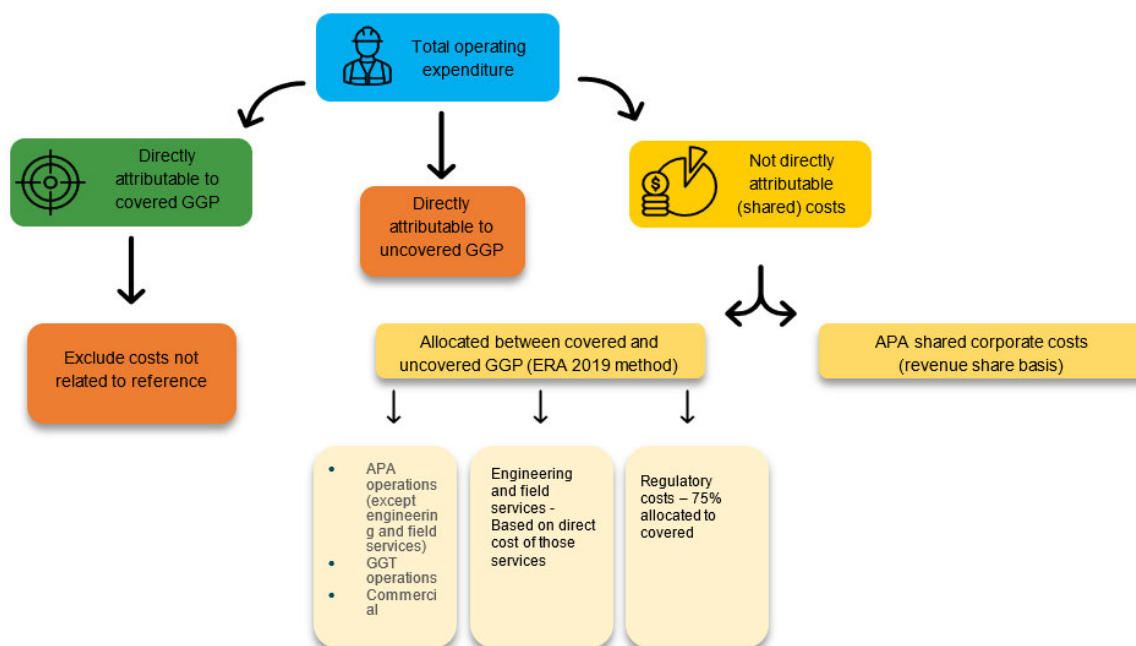 Total operating
expenditure
Directly
attributable to
covered GGP
Directly
attributable to
uncovered GGP
$
Not directly
attributable
(shared) costs
Exclude costs not
related to reference
Allocated between covered and
uncovered GGP (ERA 2019 method)
APA shared corporate costs
(revenue share basis)
• APA
operations
(except
engineerin
g and field
services)
• GGT
operations
• Commerci
al
Engineering
and field
services -
Based on direct
cost of those
services
Regulatory
costs – 75%
allocated to
covered